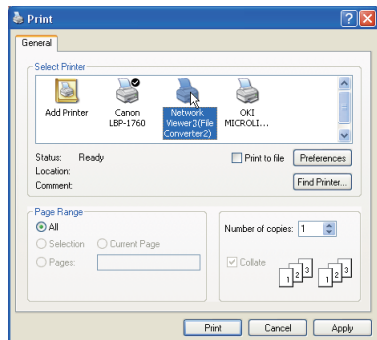 Print
General
Select Printer
Add Printer
Canon
LBP-1760
Network
Viewer3(File
Converter2)
OKI
MICROLI...
Status: Ready
Location:
Comment:
Print to file
Preferences
Find Printer...
Page Range
All
Selection
Current Page
Pages:
Number of copies: 1
Collate
1 2 3
1 2 3
Print
Cancel
Apply